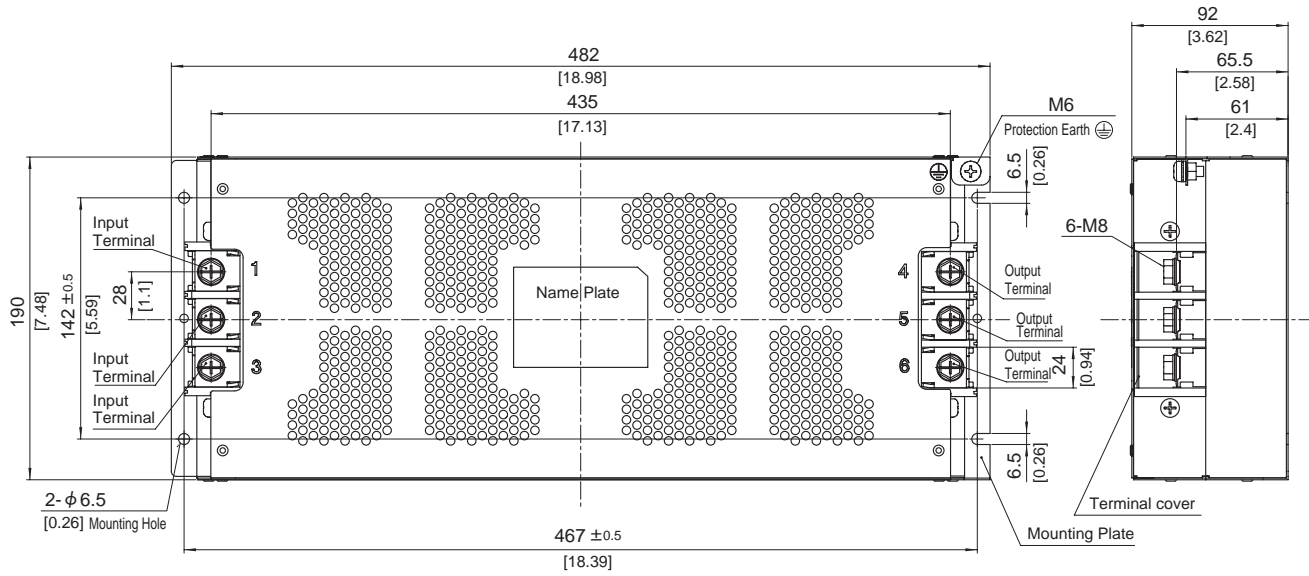 482
[18.98]
435
[17.13]
M6
Protection Earth ⏚
6.5
[0.26]
92
[3.62]
65.5
[2.58]
61
[2.4]
6-M8
Input
Terminal
1
2
3
28
[1.1]
190
[7.48]
142 ±0.5
[5.59]
Input
Terminal
Input
Terminal
Name Plate
4
5
6
Output
Terminal
Output
Terminal
Output
Terminal
24
[0.94]
6.5
[0.26]
2-ϕ6.5
[0.26] Mounting Hole
467 ±0.5
[18.39]
Terminal cover
Mounting Plate